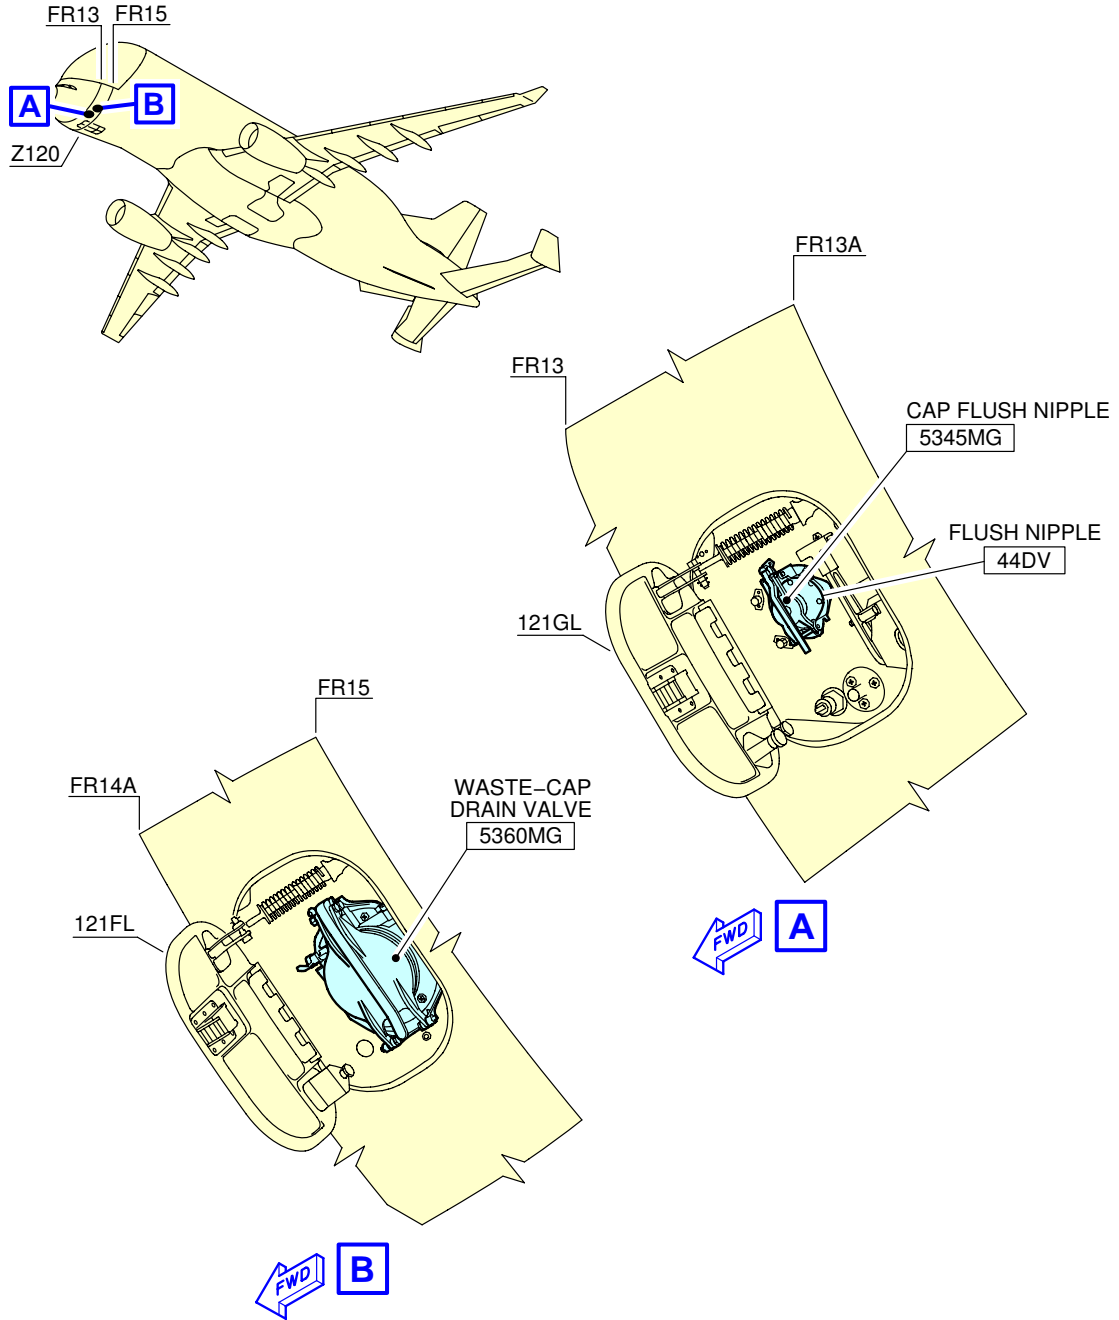 FR13 FR15
A B
Z120
FR13A
FR13
CAP FLUSH NIPPLE
5345MG
FLUSH NIPPLE
44DV
121GL
FR15
FR14A
WASTE–CAP
DRAIN VALVE
5360MG
121FL
FWD A
FWD B